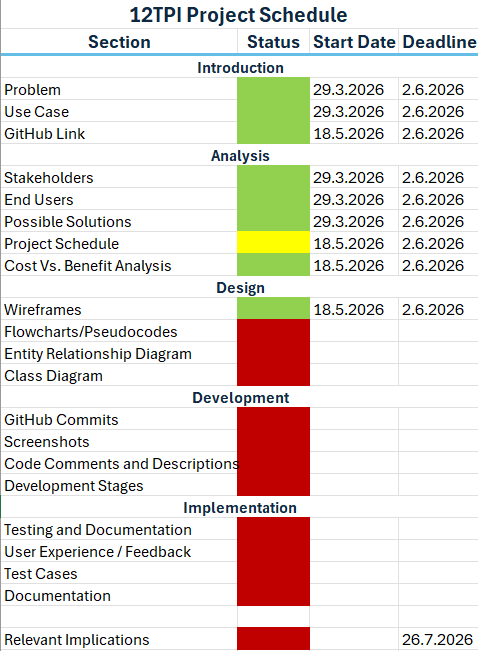 12TPI Project Schedule
Section Status Start Date Deadline
Introduction
Problem 29.3.2026 2.6.2026
Use Case 29.3.2026 2.6.2026
GitHub Link 18.5.2026 2.6.2026
Analysis
Stakeholders 29.3.2026 2.6.2026
End Users 29.3.2026 2.6.2026
Possible Solutions 29.3.2026 2.6.2026
Project Schedule 18.5.2026 2.6.2026
Cost Vs. Benefit Analysis 18.5.2026 2.6.2026
Design
Wireframes 18.5.2026 2.6.2026
Flowcharts/Pseudocodes
Entity Relationship Diagram
Class Diagram
Development
GitHub Commits
Screenshots
Code Comments and Descriptions
Development Stages
Implementation
Testing and Documentation
User Experience / Feedback
Test Cases
Documentation
Relevant Implications 26.7.2026